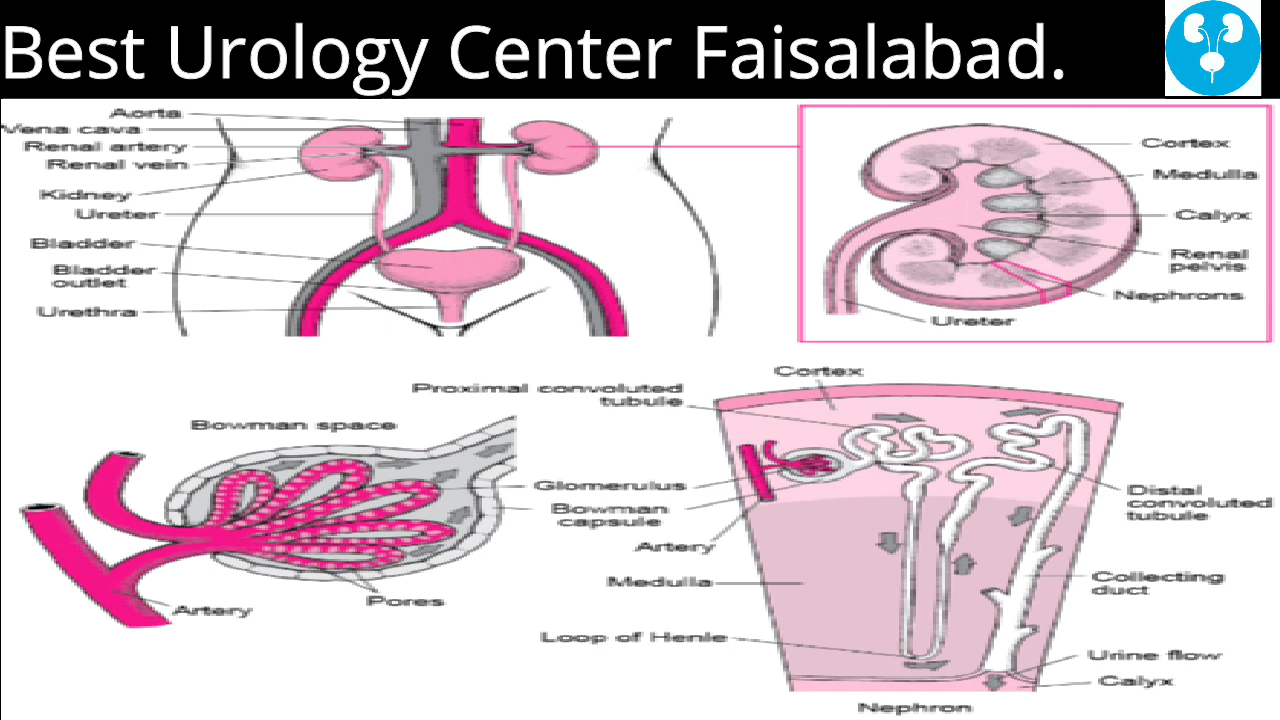 Best Urology Center Faisalabad.
Aorta
Vena cava
Renal artery
Renal vein
Kidney
Ureter
Bladder
Bladder
outlet
Urethra
Cortex
Medulla
Calyx
Renal
pelvis
Nephrons
Ureter
Bowman space
Artery
Pores
Cortex
Proximal convoluted
tubule
Glomerulus
Bowman
capsule
Artery
Medulla
Loop of Henle
Distal
convoluted
tubule
Collecting
duct
Urine flow
Calyx
Nephron